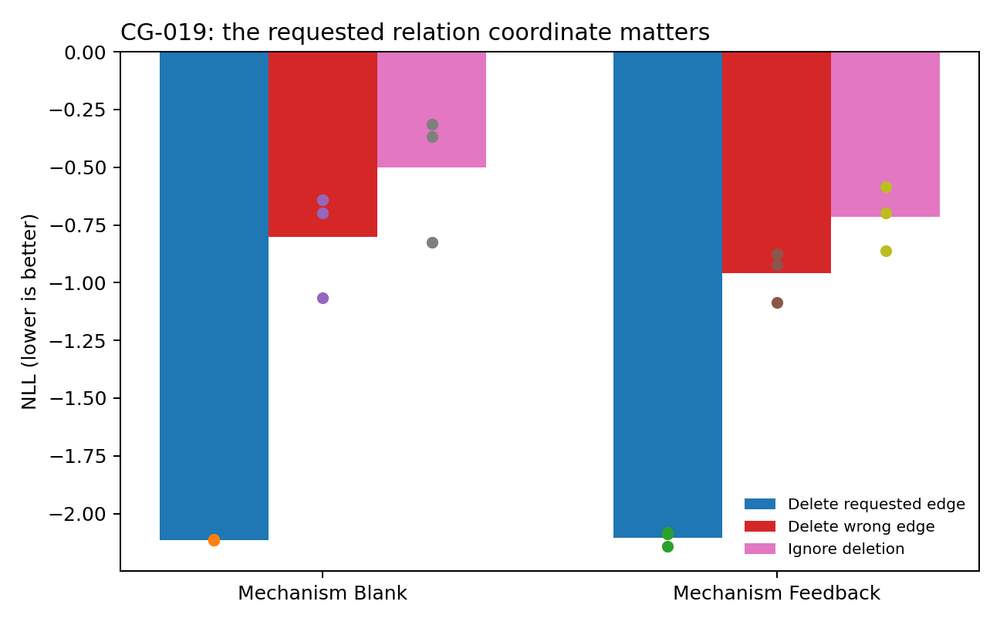 CG-019: the requested relation coordinate matters
0.00
−0.25
−0.50
−0.75
−1.00
−1.25
−1.50
−1.75
−2.00
NLL (lower is better)
Delete requested edge
Delete wrong edge
Ignore deletion
Mechanism Blank
Mechanism Feedback